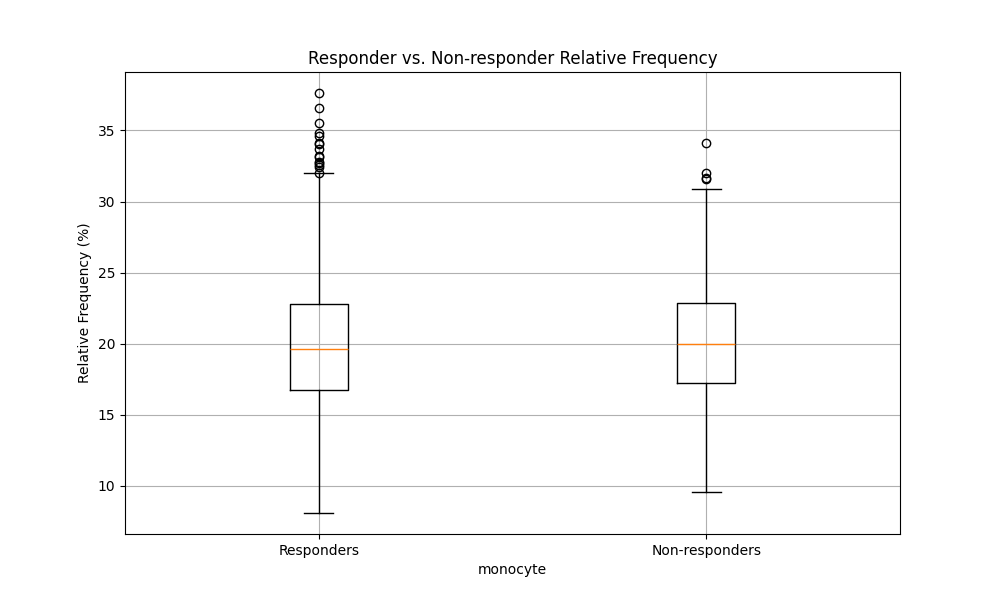 Responder vs. Non-responder Relative Frequency
Relative Frequency (%)
35
30
25
20
15
10
Responders
Non-responders
monocyte